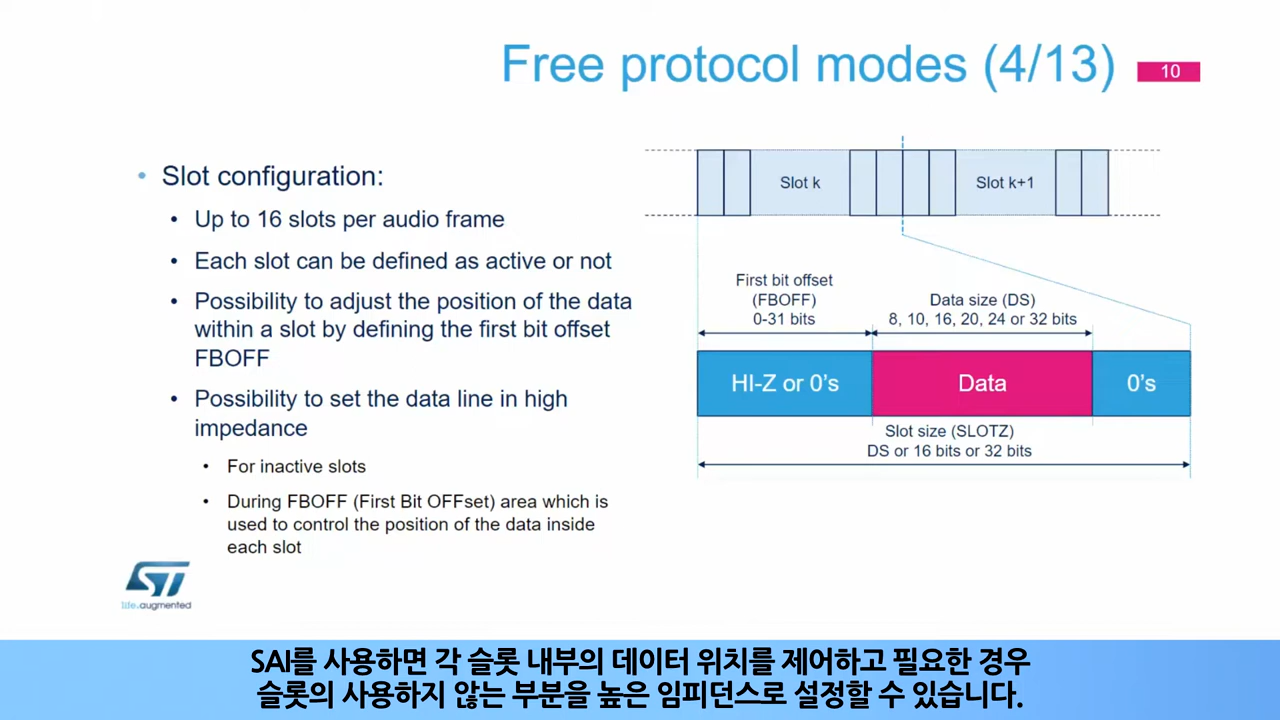 Free protocol modes (4/13)
10
• Slot configuration:
• Up to 16 slots per audio frame
• Each slot can be defined as active or not
• Possibility to adjust the position of the data
within a slot by defining the first bit offset
FBOFF
• Possibility to set the data line in high
impedance
• For inactive slots
• During FBOFF (First Bit OFFset) area which is
used to control the position of the data inside
each slot
Slot k
Slot k+1
First bit offset
(FBOFF)
0-31 bits
Data size (DS)
8, 10, 16, 20, 24 or 32 bits
HI-Z or 0's
Data
0's
Slot size (SLOTZ)
DS or 16 bits or 32 bits
ST
life.augmented
SAI를 사용하면 각 슬롯 내부의 데이터 위치를 제어하고 필요한 경우
슬롯의 사용하지 않는 부분을 높은 임피던스로 설정할 수 있습니다.